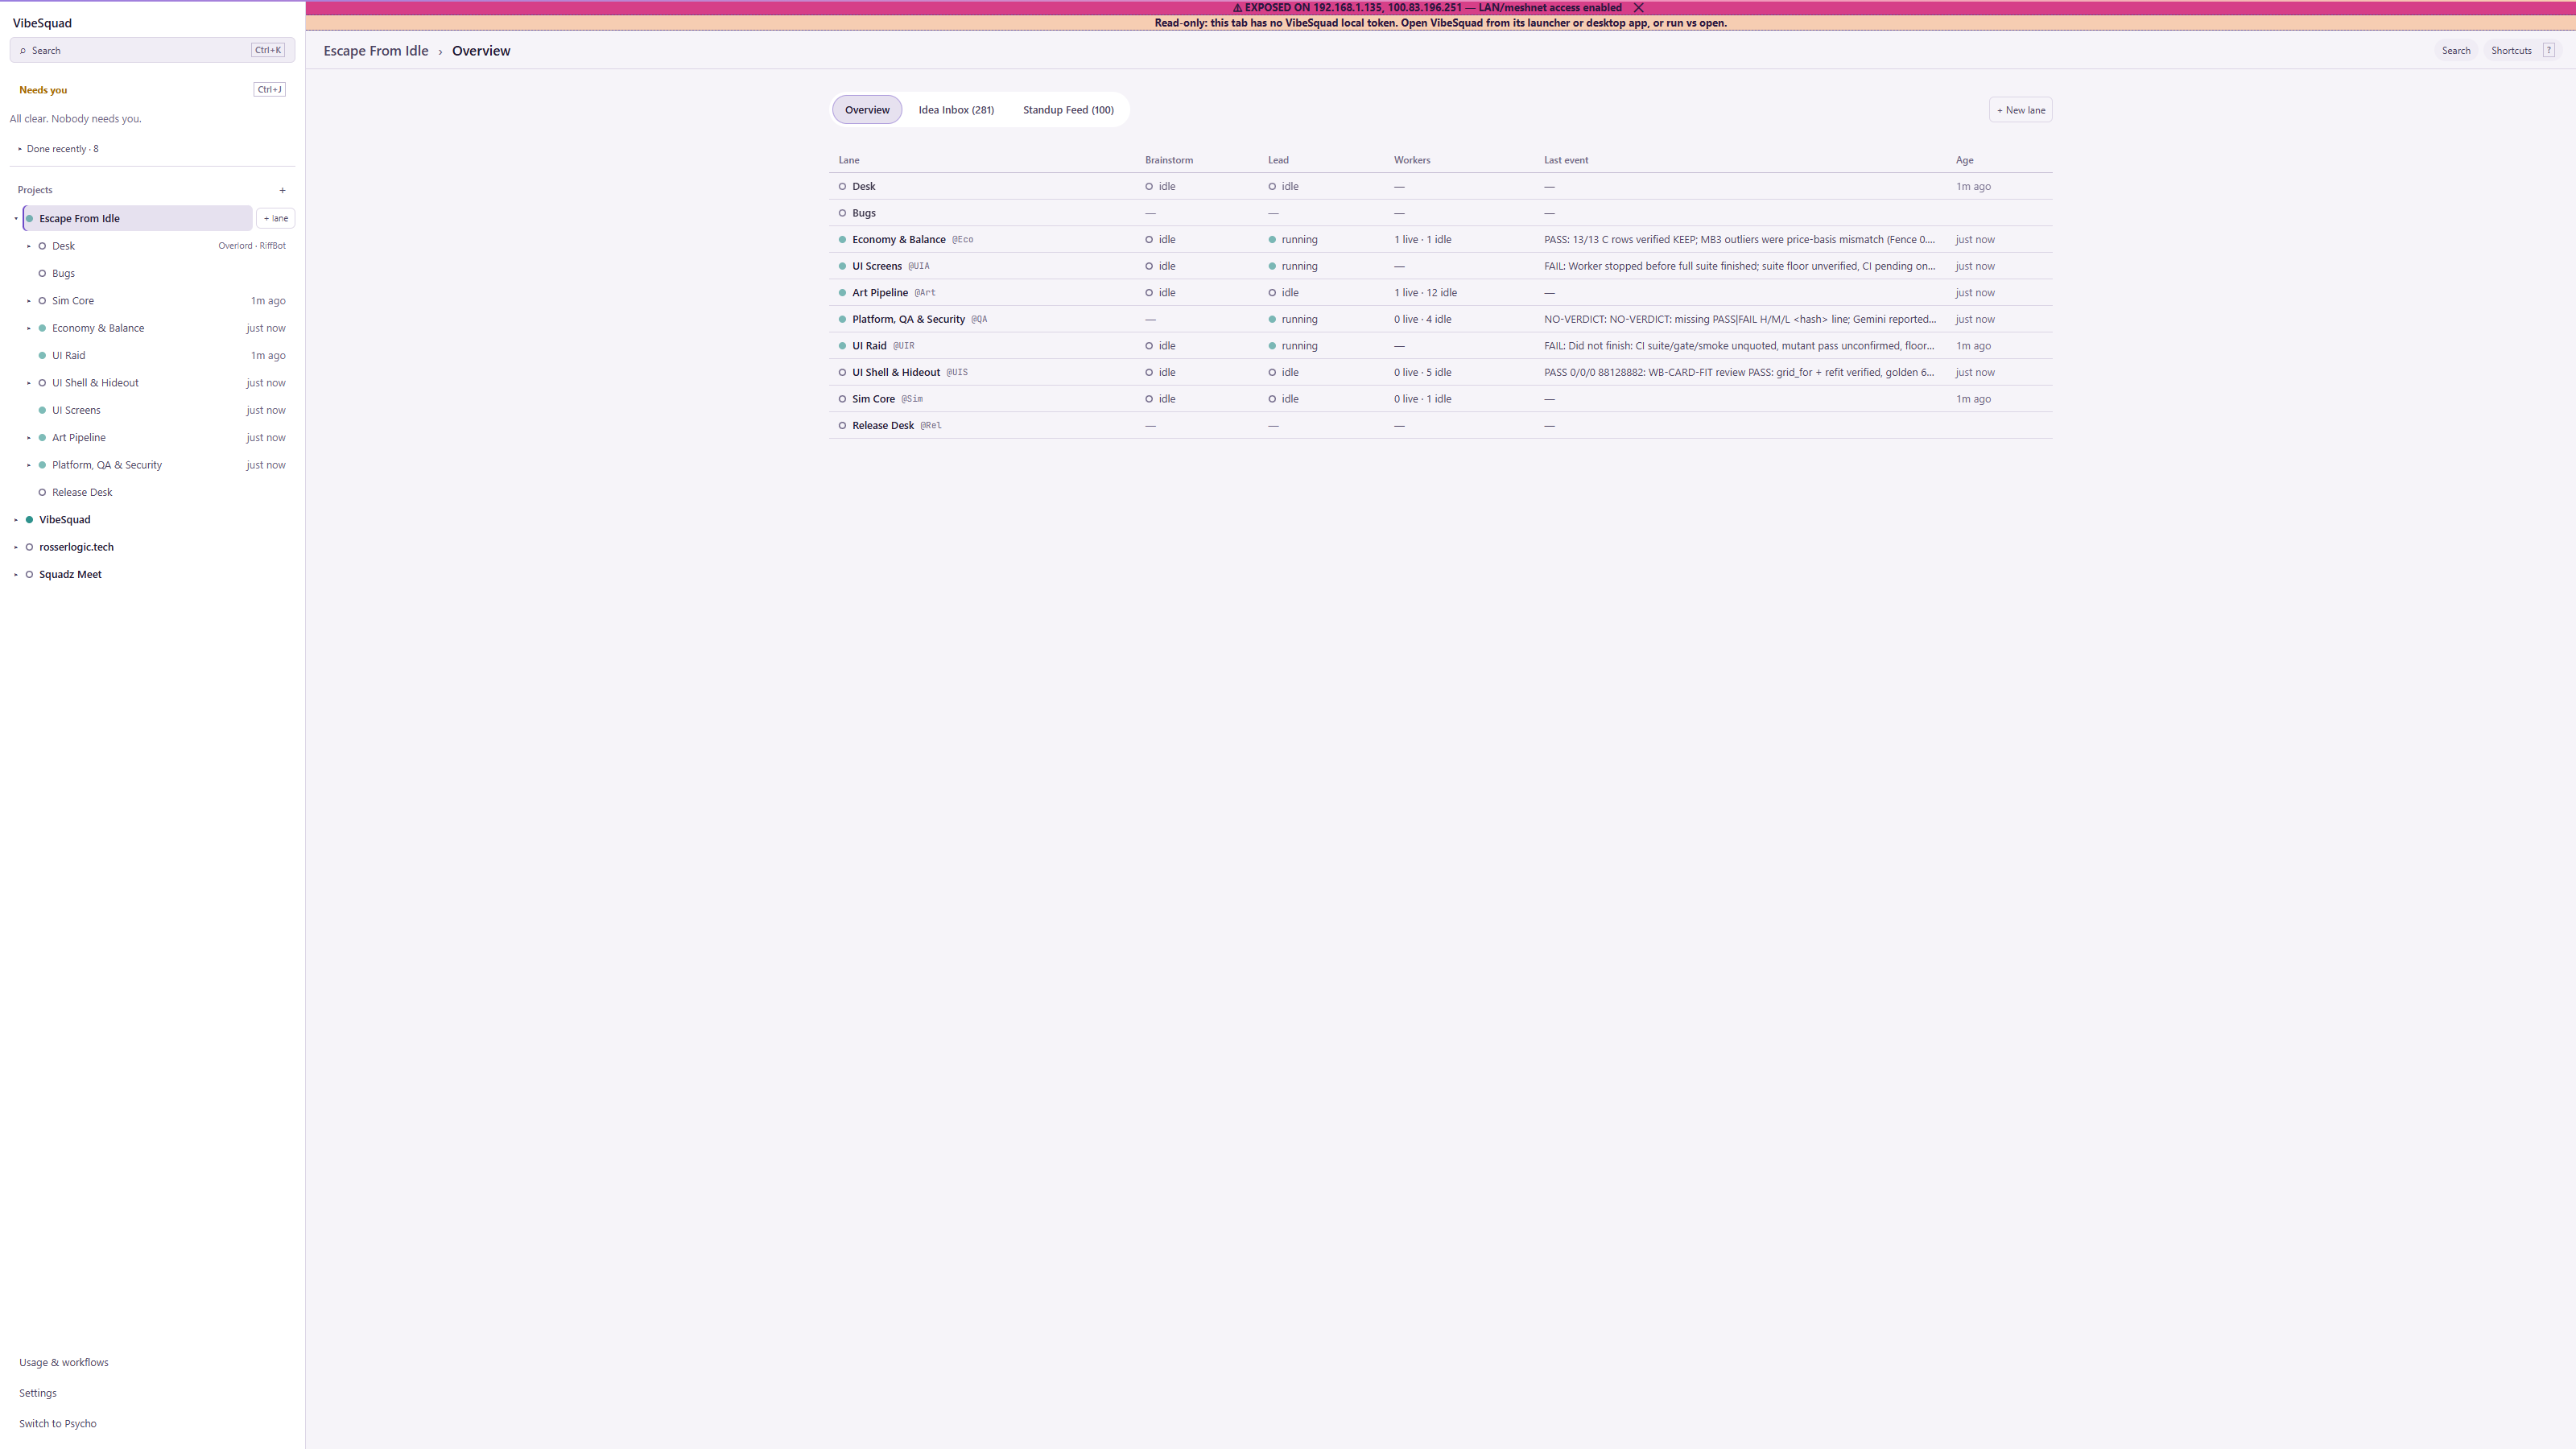 VibeSquad
Search Ctrl+K
Needs you Ctrl+J
All clear. Nobody needs you.
Done recently · 8
Projects +
Escape From Idle + lane
Desk Overlord · RiffBot
Bugs
Sim Core 1m ago
Economy & Balance just now
UI Raid 1m ago
UI Shell & Hideout just now
UI Screens just now
Art Pipeline just now
Platform, QA & Security just now
Release Desk
VibeSquad
rosserlogic.tech
Squadz Meet
Usage & workflows
Settings
Switch to Psycho
⚠ EXPOSED ON 192.168.1.135, 100.83.196.251 — LAN/meshnet access enabled
Read-only: this tab has no VibeSquad local token. Open VibeSquad from its launcher or desktop app, or run vs open.
Escape From Idle › Overview Search Shortcuts ?
Overview Idea Inbox (281) Standup Feed (100) + New lane
Lane Brainstorm Lead Workers Last event Age
Desk idle idle — — 1m ago
Bugs — — — —
Economy & Balance @Eco idle running 1 live · 1 idle PASS: 13/13 C rows verified KEEP; MB3 outliers were price-basis mismatch (Fence 0.… just now
UI Screens @UIA idle running — FAIL: Worker stopped before full suite finished; suite floor unverified, CI pending on… just now
Art Pipeline @Art idle idle 1 live · 12 idle — just now
Platform, QA & Security @QA — running 0 live · 4 idle NO-VERDICT: NO-VERDICT: missing PASS|FAIL H/M/L <hash> line; Gemini reported… just now
UI Raid @UIR idle running — FAIL: Did not finish: CI suite/gate/smoke unquoted, mutant pass unconfirmed, floor… 1m ago
UI Shell & Hideout @UIS idle idle 0 live · 5 idle PASS 0/0/0 88128882: WB-CARD-FIT review PASS: grid_for + refit verified, golden 6… just now
Sim Core @Sim idle idle 0 live · 1 idle — 1m ago
Release Desk @Rel — — — —